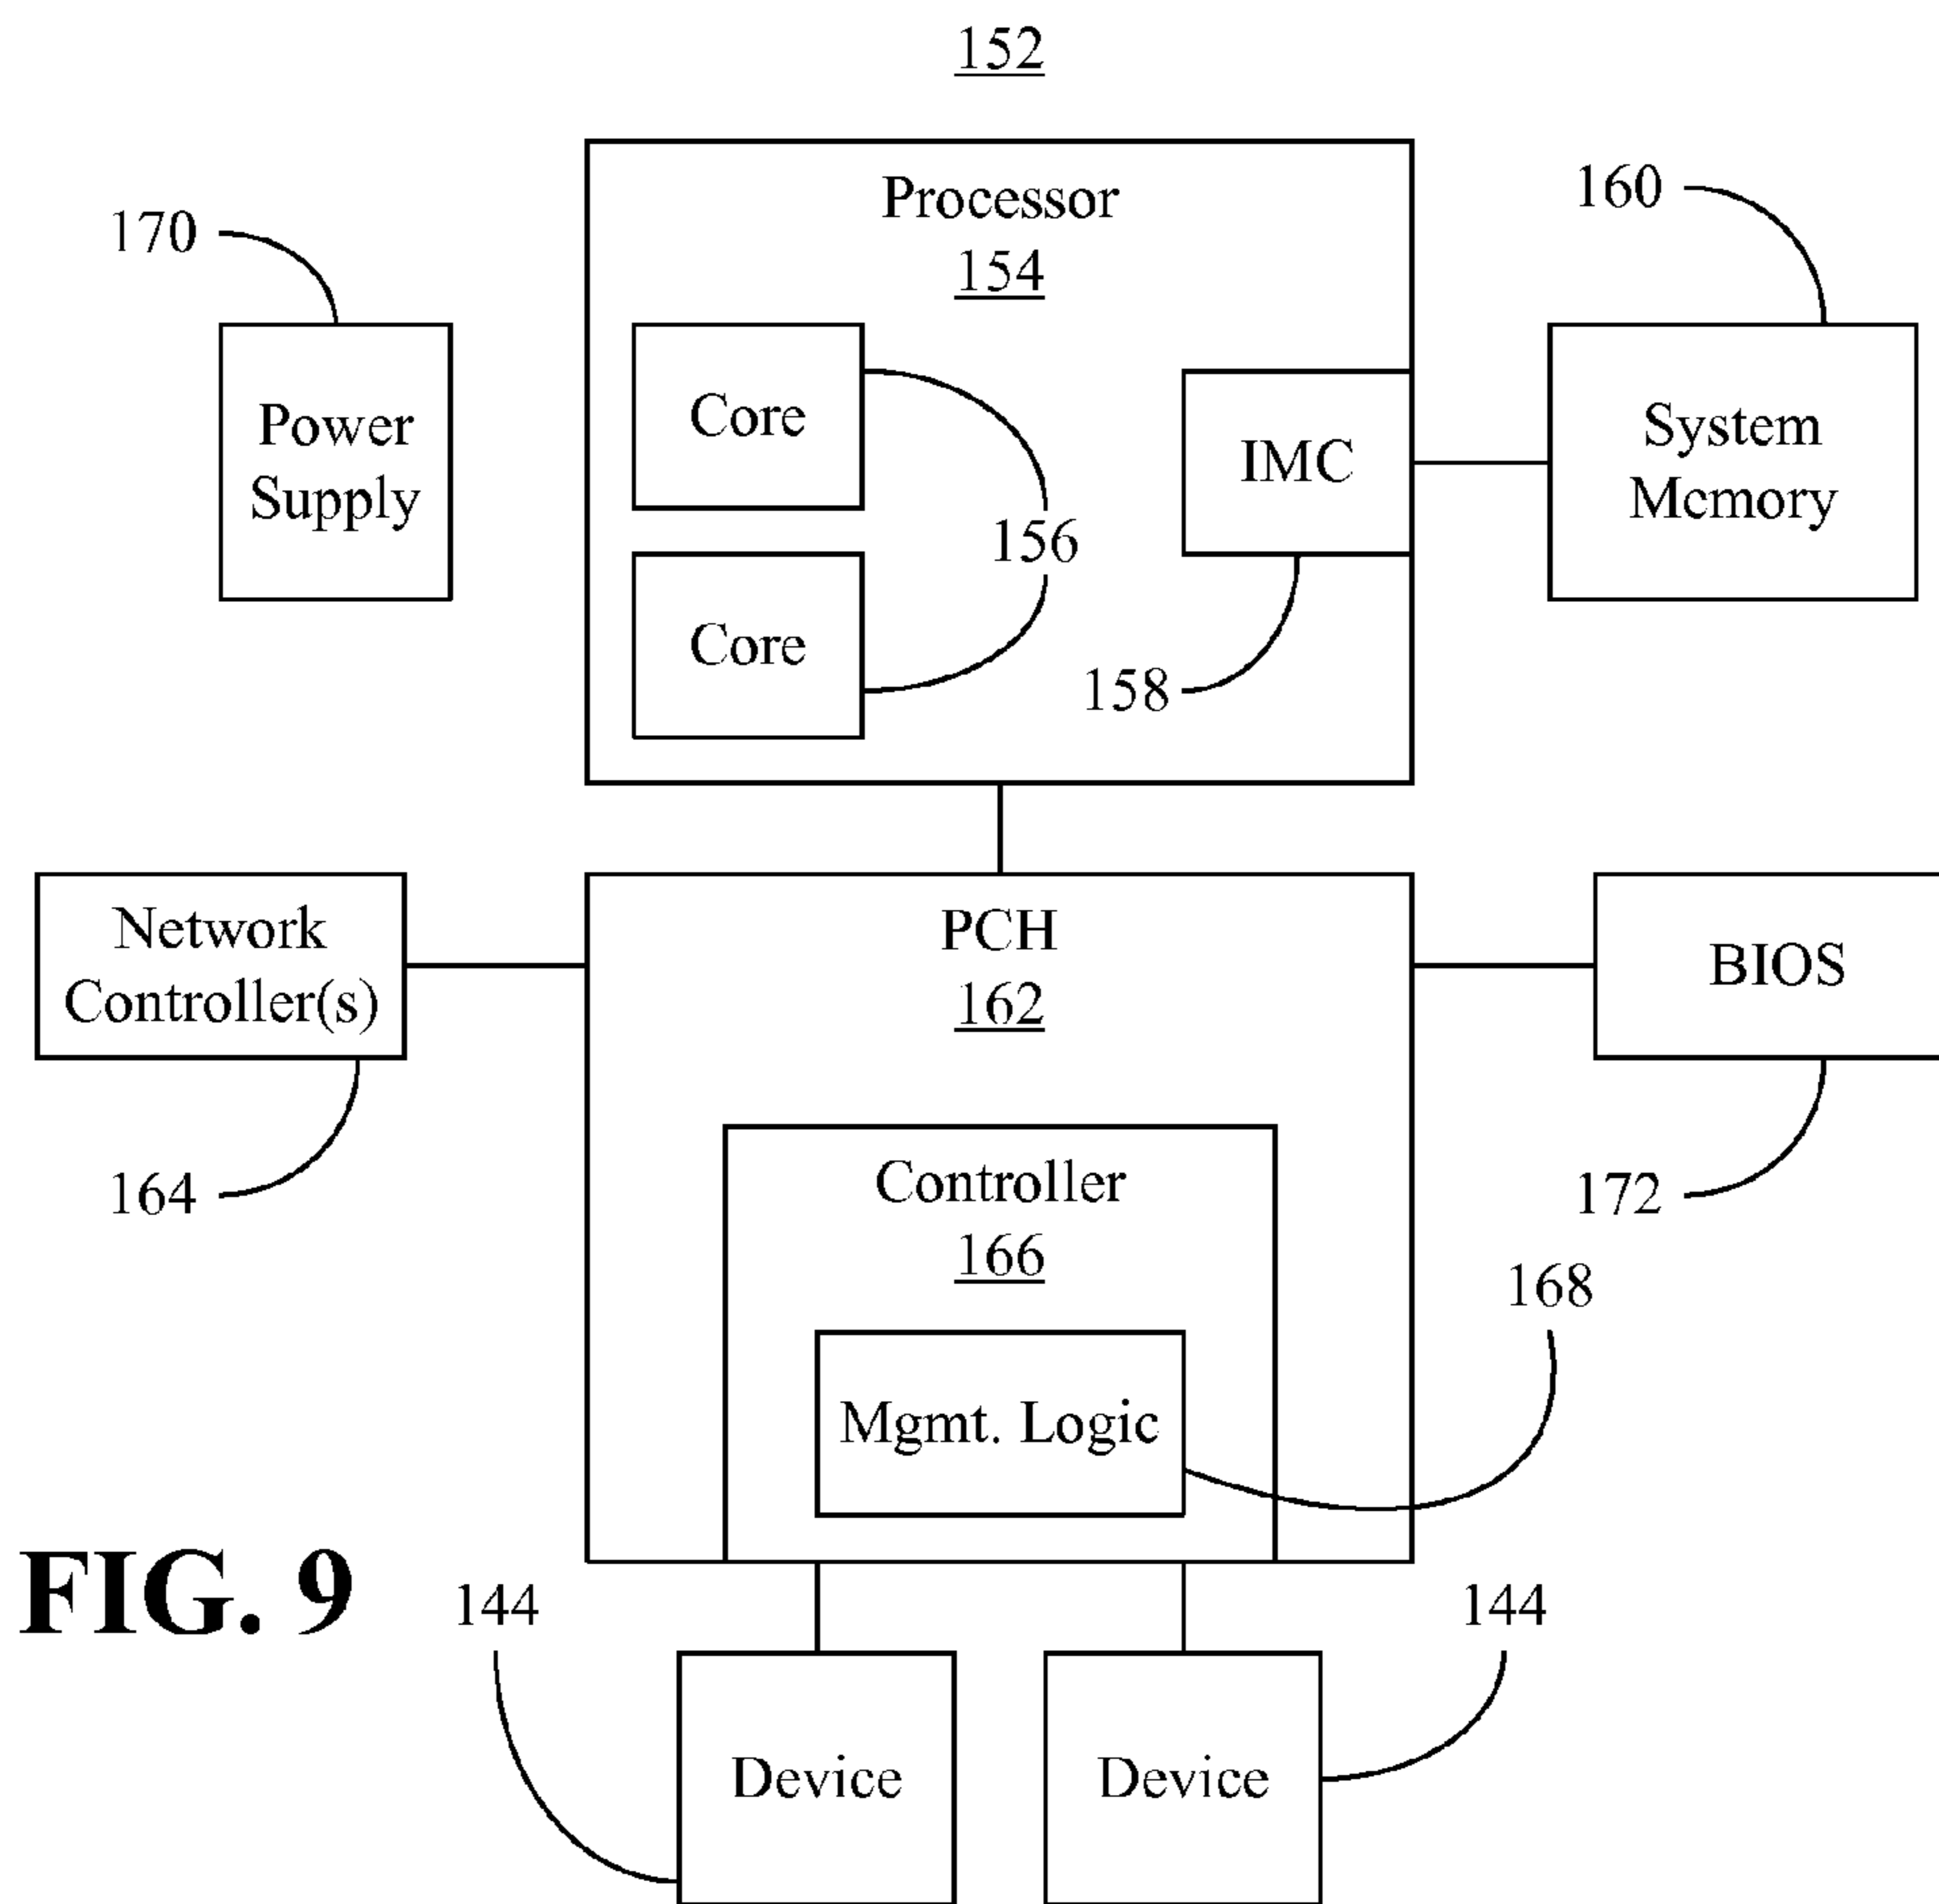 152
Processor
154
160
170
Power
Supply
Core
IMC
System
Mcmory
156
Core
158
Network
Controller(s)
PCH
162
BIOS
164
Controller
166
172
168
Mgmt. Logic
FIG. 9
144
144
Device
Device